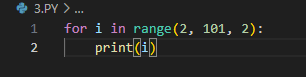 3.PY > ...
1 for i in range(2, 101, 2):
2     print(i)